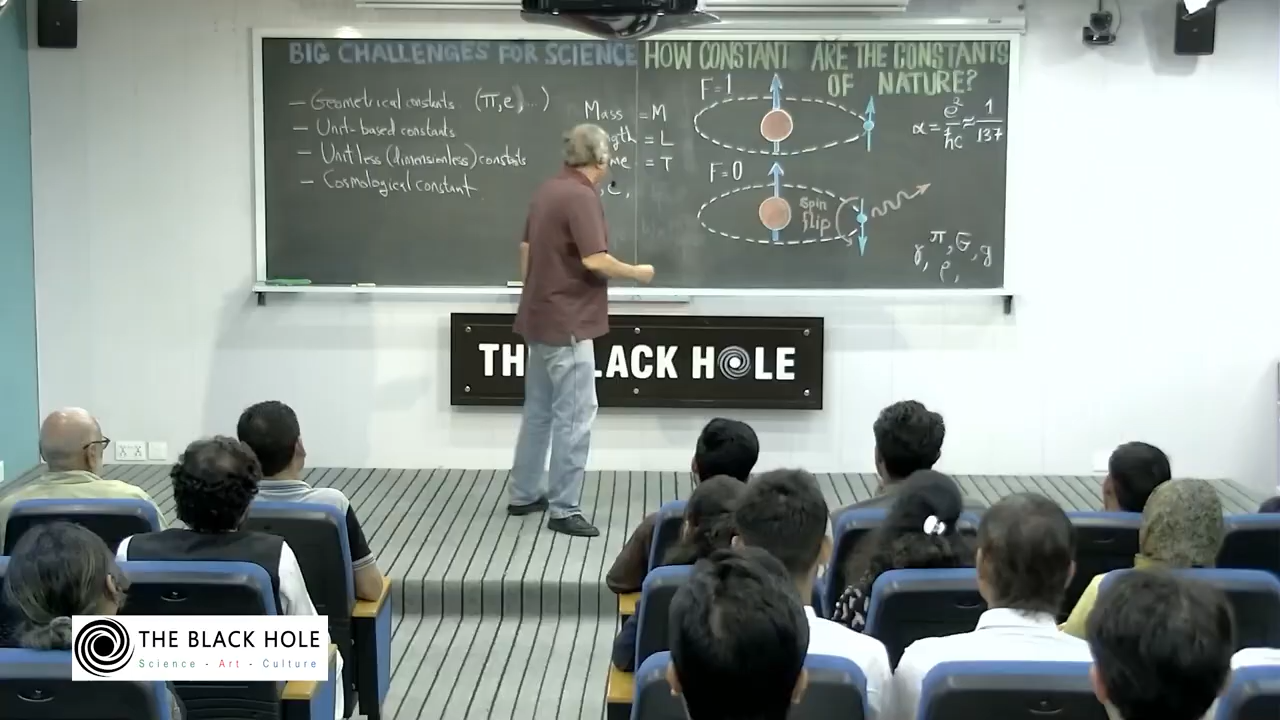 BIG CHALLENGES FOR SCIENCE
– Geometrical constants (π, e, ...)
– Unit-based constants
– Unitless (dimensionless) constants
– Cosmological constant
Mass = M
= L
= T
HOW CONSTANT ARE THE CONSTANTS
OF NATURE?
F=1
F=0
spin
flip
α = e²/ħc ≈ 1/137
π, G, g
γ, e,
THE BLACK HOLE
THE BLACK HOLE
Science - Art - Culture